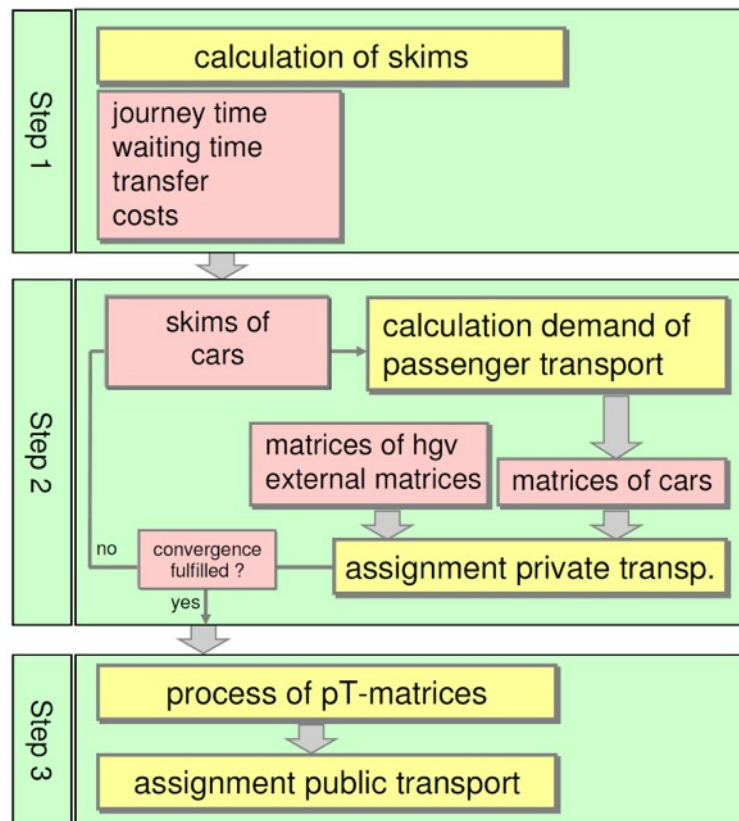 Step 1
calculation of skims
journey time
waiting time
transfer
costs
Step 2
skims of
cars
calculation demand of
passenger transport
matrices of hgv
external matrices
matrices of cars
no
convergence
fulfilled ?
assignment private transp.
yes
Step 3
process of pT-matrices
assignment public transport